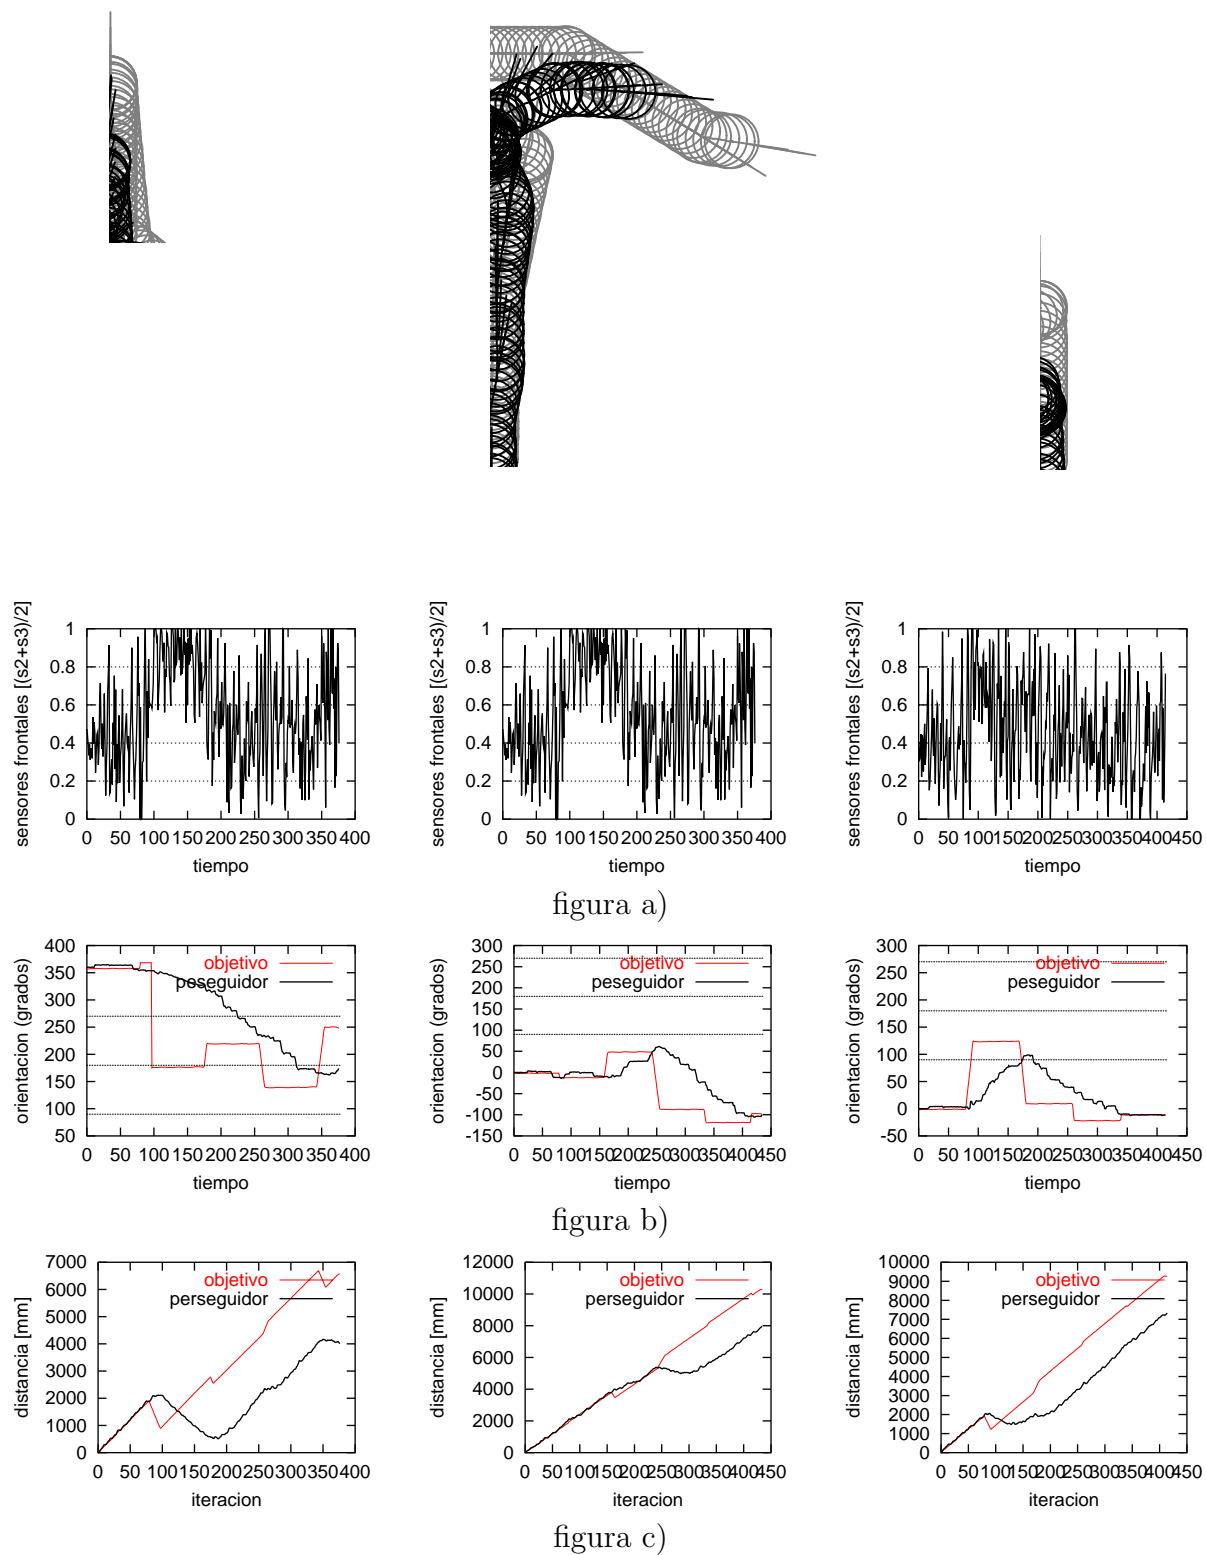 sensores frontales [(s2+s3)/2]
1
0.8
0.6
0.4
0.2
0
0 50 100 150 200 250 300 350 400
tiempo
sensores frontales [(s2+s3)/2]
1
0.8
0.6
0.4
0.2
0
0 50 100 150 200 250 300 350 400
tiempo
sensores frontales [(s2+s3)/2]
1
0.8
0.6
0.4
0.2
0
0 50 100 150 200 250 300 350 400 450
tiempo
figura a)
orientacion (grados)
400
350
300
250
200
150
100
50
objetivo
peseguidor
0 50 100 150 200 250 300 350 400
tiempo
orientacion (grados)
300
250
200
150
100
50
0
-50
-100
-150
objetivo
peseguidor
0 50 100 150 200 250 300 350 400 450
tiempo
orientacion (grados)
300
250
200
150
100
50
0
-50
objetivo
peseguidor
0 50 100 150 200 250 300 350 400 450
tiempo
figura b)
distancia [mm]
7000
6000
5000
4000
3000
2000
1000
0
objetivo
perseguidor
0 50 100 150 200 250 300 350 400
iteracion
distancia [mm]
12000
10000
8000
6000
4000
2000
0
objetivo
perseguidor
0 50 100 150 200 250 300 350 400 450
iteracion
distancia [mm]
10000
9000
8000
7000
6000
5000
4000
3000
2000
1000
0
objetivo
perseguidor
0 50 100 150 200 250 300 350 400 450
iteracion
figura c)